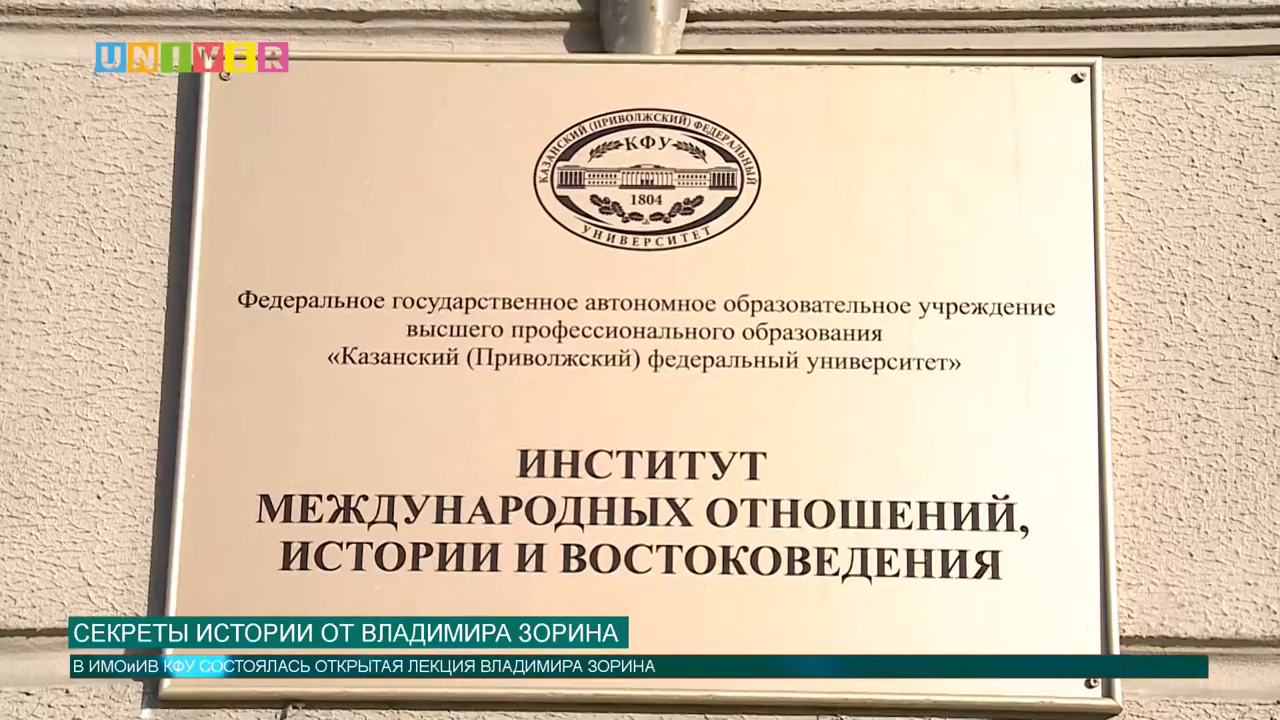 UNIVER
КАЗАНСКИЙ (ПРИВОЛЖСКИЙ) ФЕДЕРАЛЬНЫЙ
КФУ
1804
УНИВЕРСИТЕТ
Федеральное государственное автономное образовательное учреждение
высшего профессионального образования
«Казанский (Приволжский) федеральный университет»
ИНСТИТУТ
МЕЖДУНАРОДНЫХ ОТНОШЕНИЙ,
ИСТОРИИ И ВОСТОКОВЕДЕНИЯ
СЕКРЕТЫ ИСТОРИИ ОТ ВЛАДИМИРА ЗОРИНА
В ИМОиИВ КФУ СОСТОЯЛАСЬ ОТКРЫТАЯ ЛЕКЦИЯ ВЛАДИМИРА ЗОРИНА